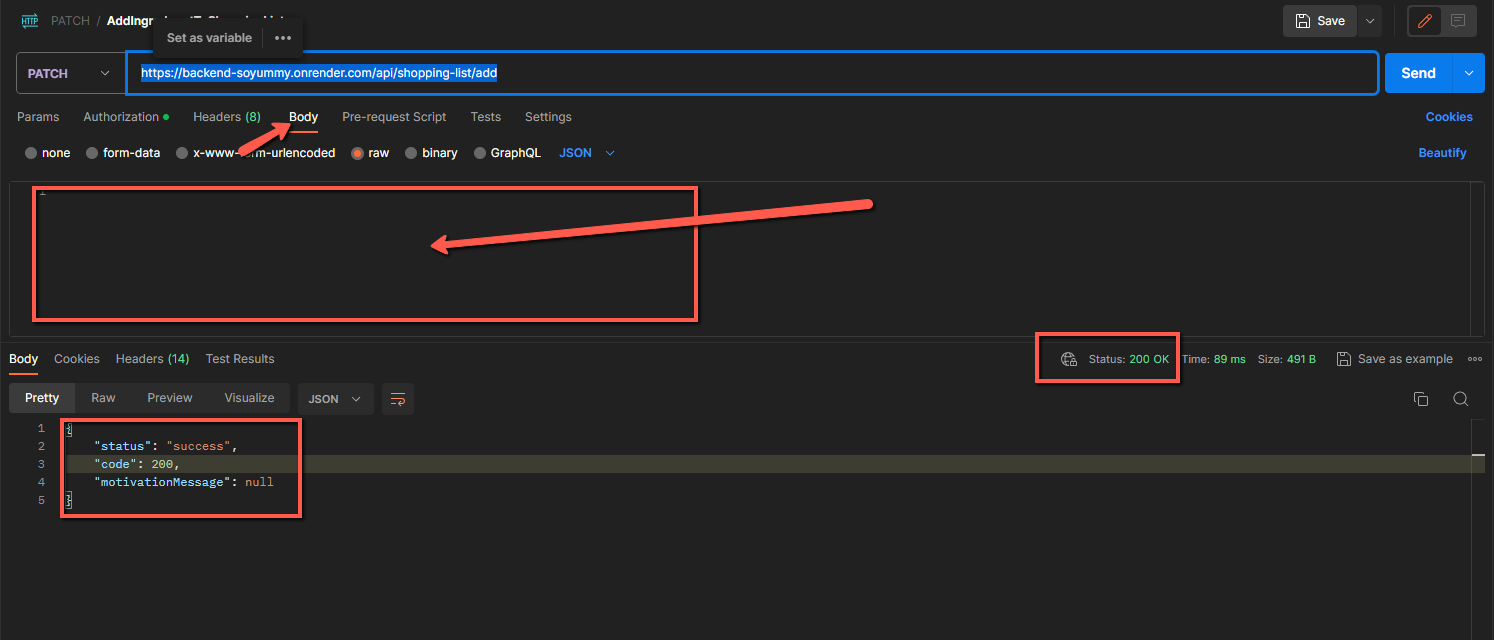 HTTP PATCH / Set as variable ••• Save
PATCH https://backend-soyummy.onrender.com/api/shopping-list/add Send
Params Authorization Headers (8) Body Pre-request Script Tests Settings Cookies
none form-data x-www-form-urlencoded raw binary GraphQL JSON Beautify
1
Body Cookies Headers (14) Test Results Status: 200 OK Time: 89 ms Size: 491 B Save as example •••
Pretty Raw Preview Visualize JSON
1 {
2 "status": "success",
3 "code": 200,
4 "motivationMessage": null
5 }